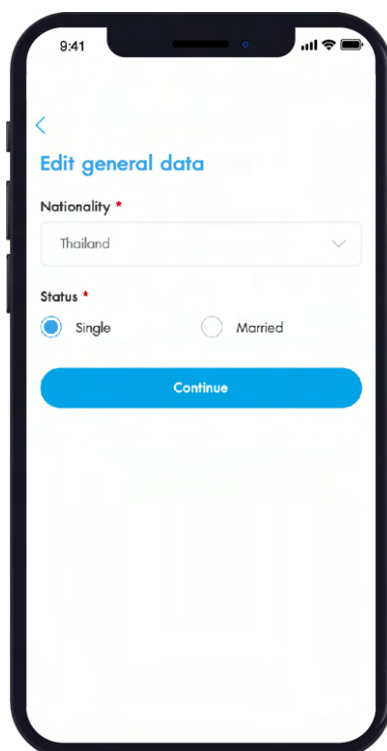 9:41
Edit general data
Nationality *
Thailand
Status *
Single Married
Continue